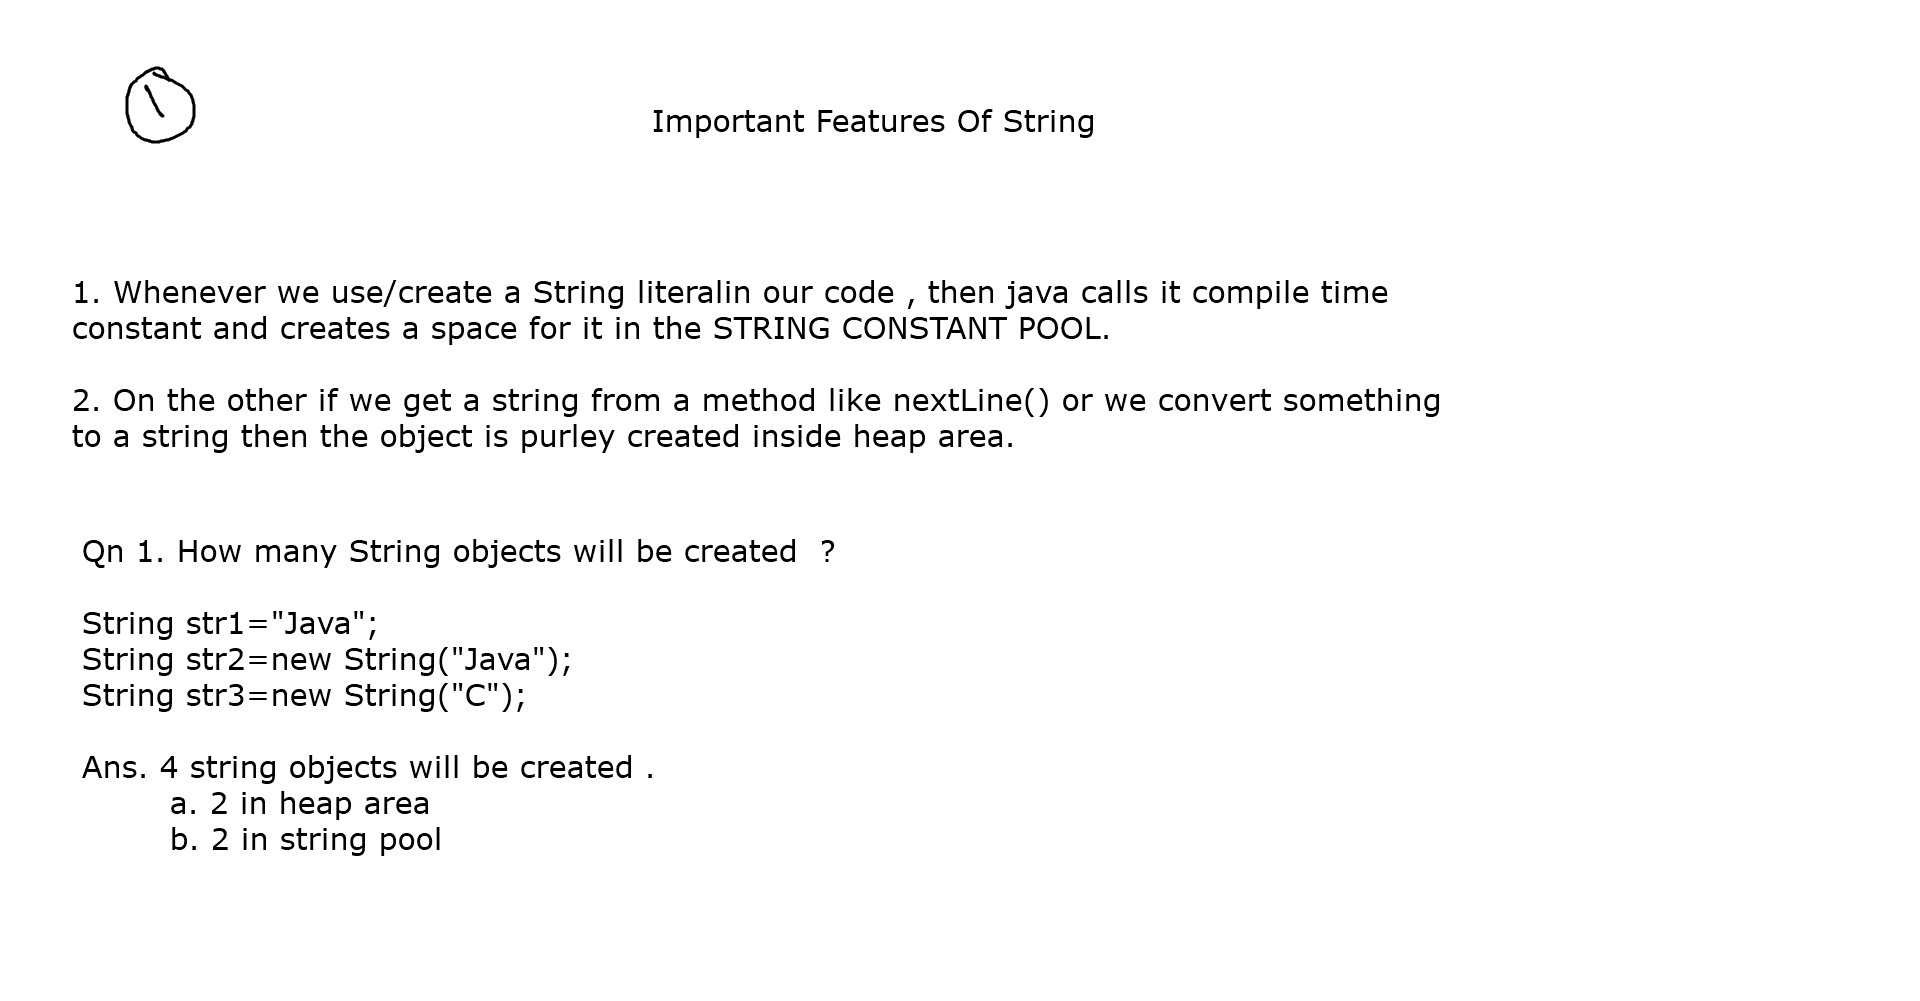 Important Features Of String
1. Whenever we use/create a String literalin our code , then java calls it compile time
constant and creates a space for it in the STRING CONSTANT POOL.
2. On the other if we get a string from a method like nextLine() or we convert something
to a string then the object is purley created inside heap area.
Qn 1. How many String objects will be created  ?
String str1="Java";
String str2=new String("Java");
String str3=new String("C");
Ans. 4 string objects will be created .
a. 2 in heap area
b. 2 in string pool